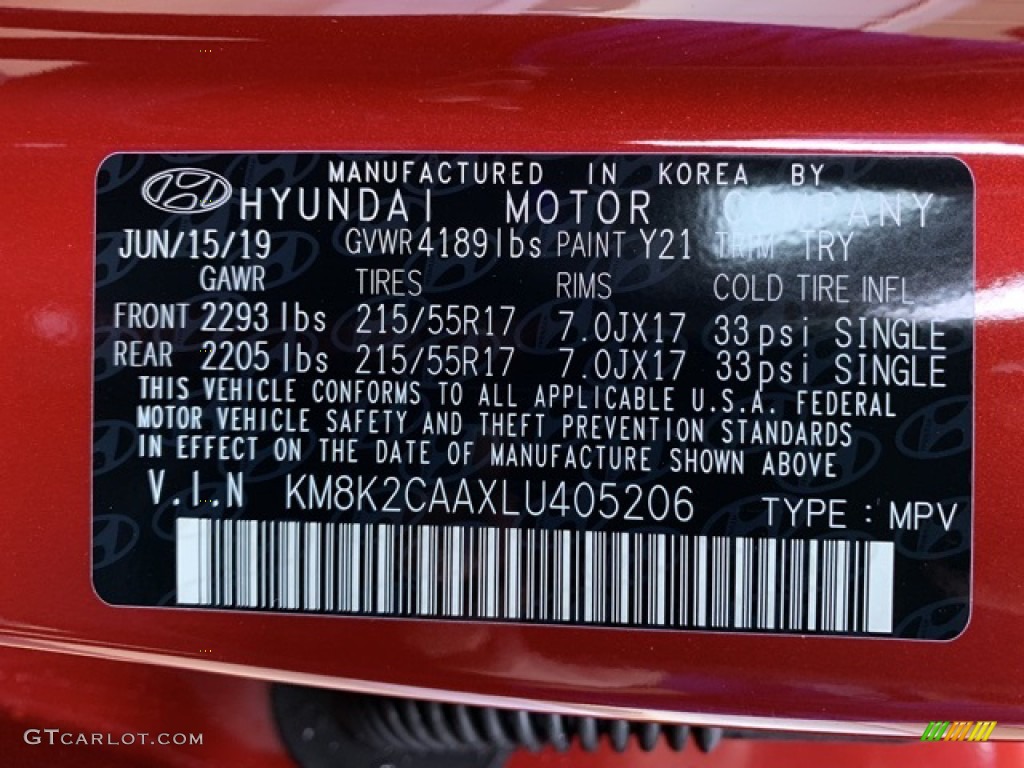 MANUFACTURED IN KOREA BY
HYUNDAI MOTOR COMPANY
JUN/15/19 GVWR 4189lbs PAINT Y21 TRIM TRY
GAWR TIRES RIMS COLD TIRE INFL
FRONT 2293 lbs 215/55R17 7.0JX17 33psi SINGLE
REAR 2205 lbs 215/55R17 7.0JX17 33psi SINGLE
THIS VEHICLE CONFORMS TO ALL APPLICABLE U.S.A. FEDERAL
MOTOR VEHICLE SAFETY AND THEFT PREVENTION STANDARDS
IN EFFECT ON THE DATE OF MANUFACTURE SHOWN ABOVE
V.I.N KM8K2CAAXLU405206 TYPE : MPV
GTCARLOT.COM